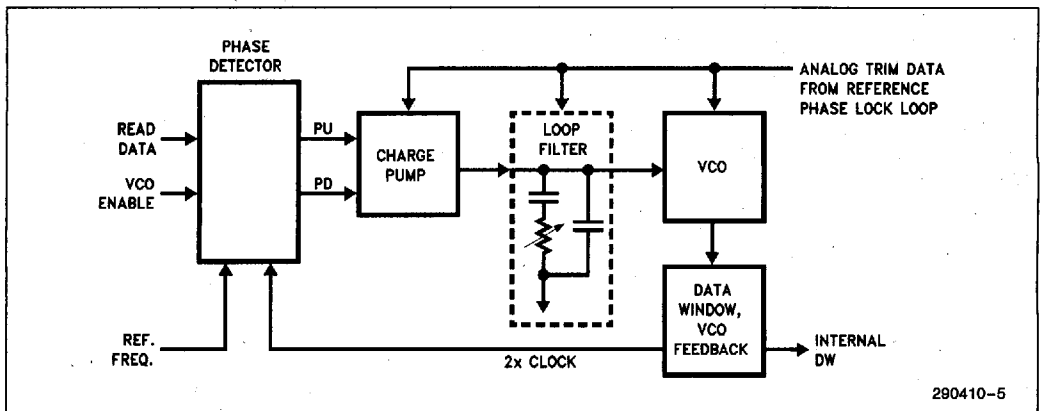 PHASE
DETECTOR
READ
DATA
VCO
ENABLE
REF.
FREQ.
PU
PD
CHARGE
PUMP
LOOP
FILTER
VCO
ANALOG TRIM DATA
FROM REFERENCE
PHASE LOCK LOOP
DATA
WINDOW,
VCO
FEEDBACK
2x CLOCK
INTERNAL
DW
290410-5